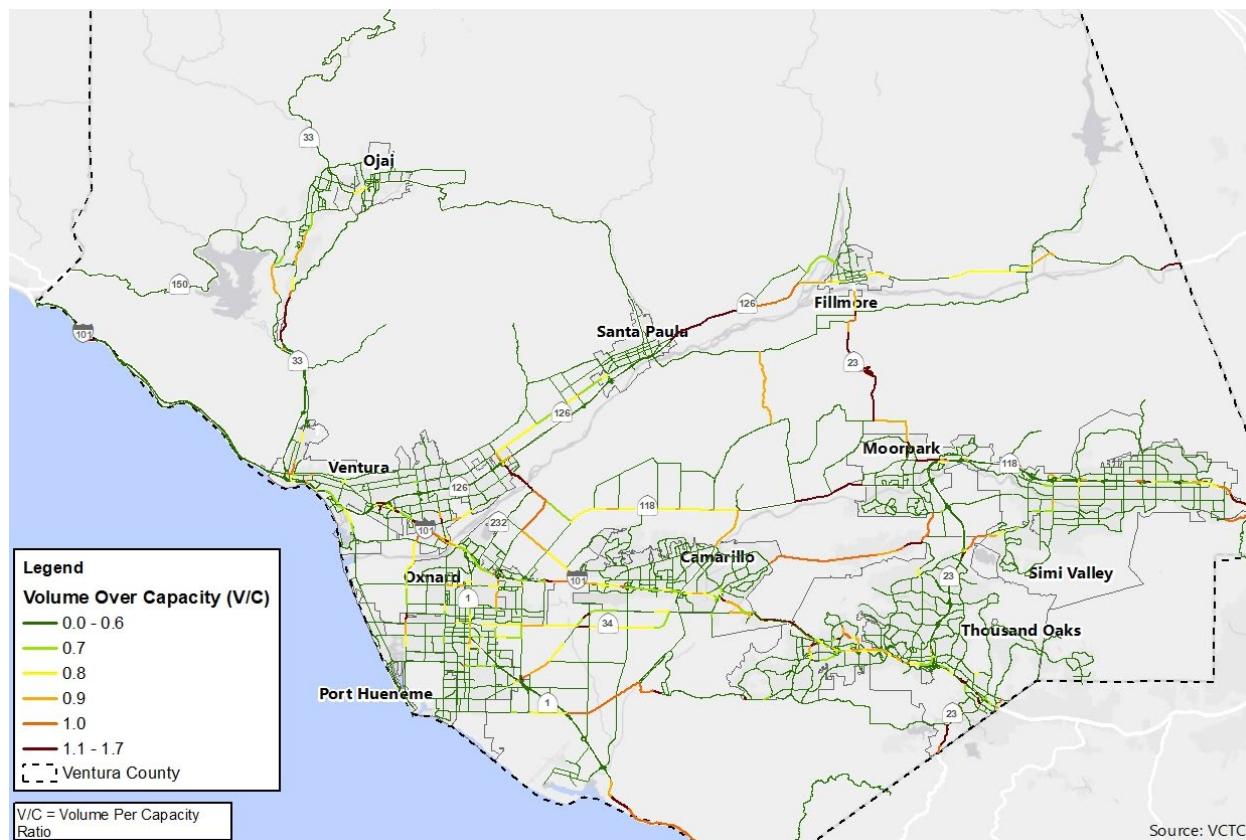 33
Ojai
150
101
33
126
Fillmore
Santa Paula
23
126
Moorpark
118
Ventura
126
118
232
101
Camarillo
101
Oxnard
Simi Valley
23
1
34
Thousand Oaks
Port Hueneme
1
23
Legend
Volume Over Capacity (V/C)
0.0 - 0.6
0.7
0.8
0.9
1.0
1.1 - 1.7
Ventura County
V/C = Volume Per Capacity
Ratio
Source: VCTC